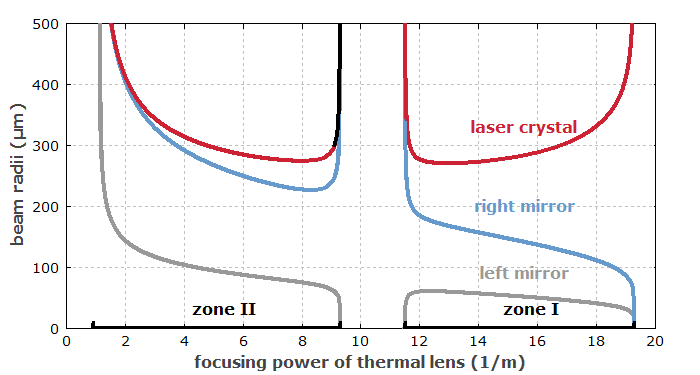 500
400
300
200
100
0
beam radii (µm)
laser crystal
right mirror
left mirror
zone II
zone I
0 2 4 6 8 10 12 14 16 18 20
focusing power of thermal lens (1/m)